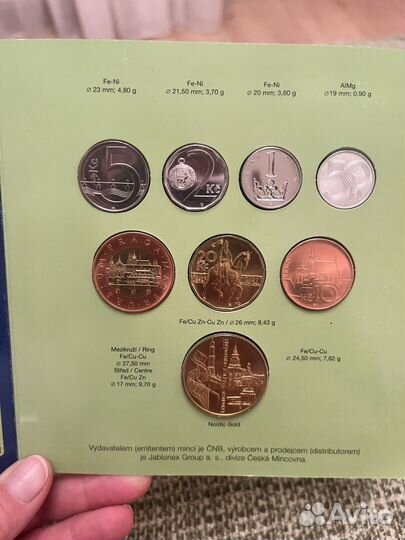 Fe-Ni
Ø 23 mm; 4,80 g
Fe-Ni
Ø 21,50 mm; 3,70 g
Fe-Ni
Ø 20 mm; 3,60 g
AlMg
Ø 19 mm; 0,90 g
5 Kč
2 Kč
1
50
PRAGA
20
BRNO
10
Fe/Cu Zn-Cu Zn / Ø 26 mm; 8,43 g
Mezikruží / Ring
Fe/Cu-Cu
Ø 27,50 mm
Střed / Centre
Fe/Cu Zn
Ø 17 mm; 9,70 g
Fe/Cu-Cu
Ø 24,50 mm; 7,62 g
Nordic Gold
Vydavatelem (emitentem) mincí je ČNB, výrobcem a prodejcem (distributorem)
je Jablonex Group a. s., divize Česká Mincovna.
Avito